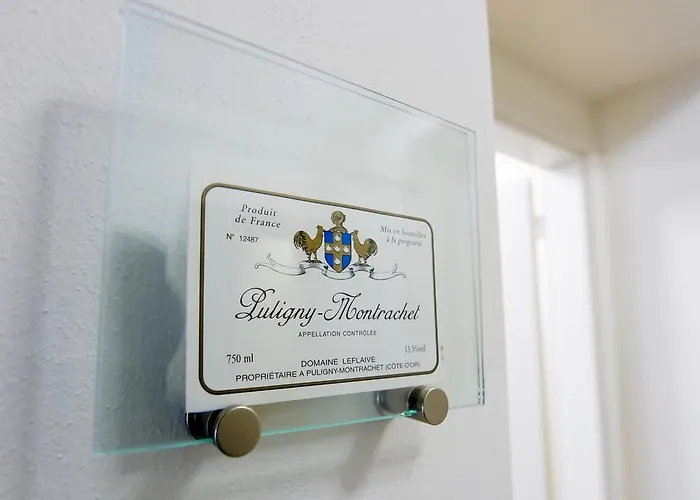 Produit
de France
N° 12487
Mis en bouteilles
à la propriété
Puligny-Montrachet
APPELLATION CONTRÔLÉE
750 ml
13.5%vol.
DOMAINE LEFLAIVE
PROPRIÉTAIRE A PULIGNY-MONTRACHET (CÔTE-D'OR)